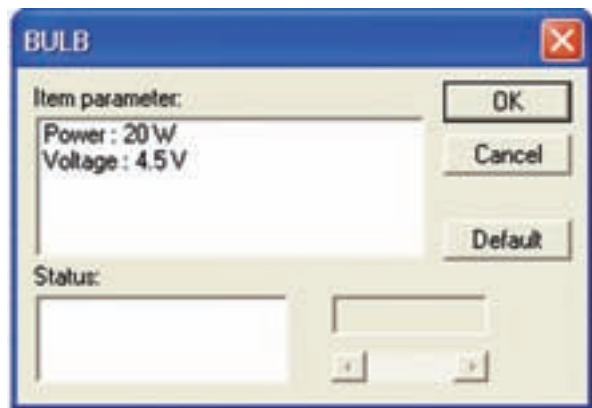 BULB
Item parameter:
OK
Power : 20 W
Voltage : 4.5 V
Cancel
Default
Status: